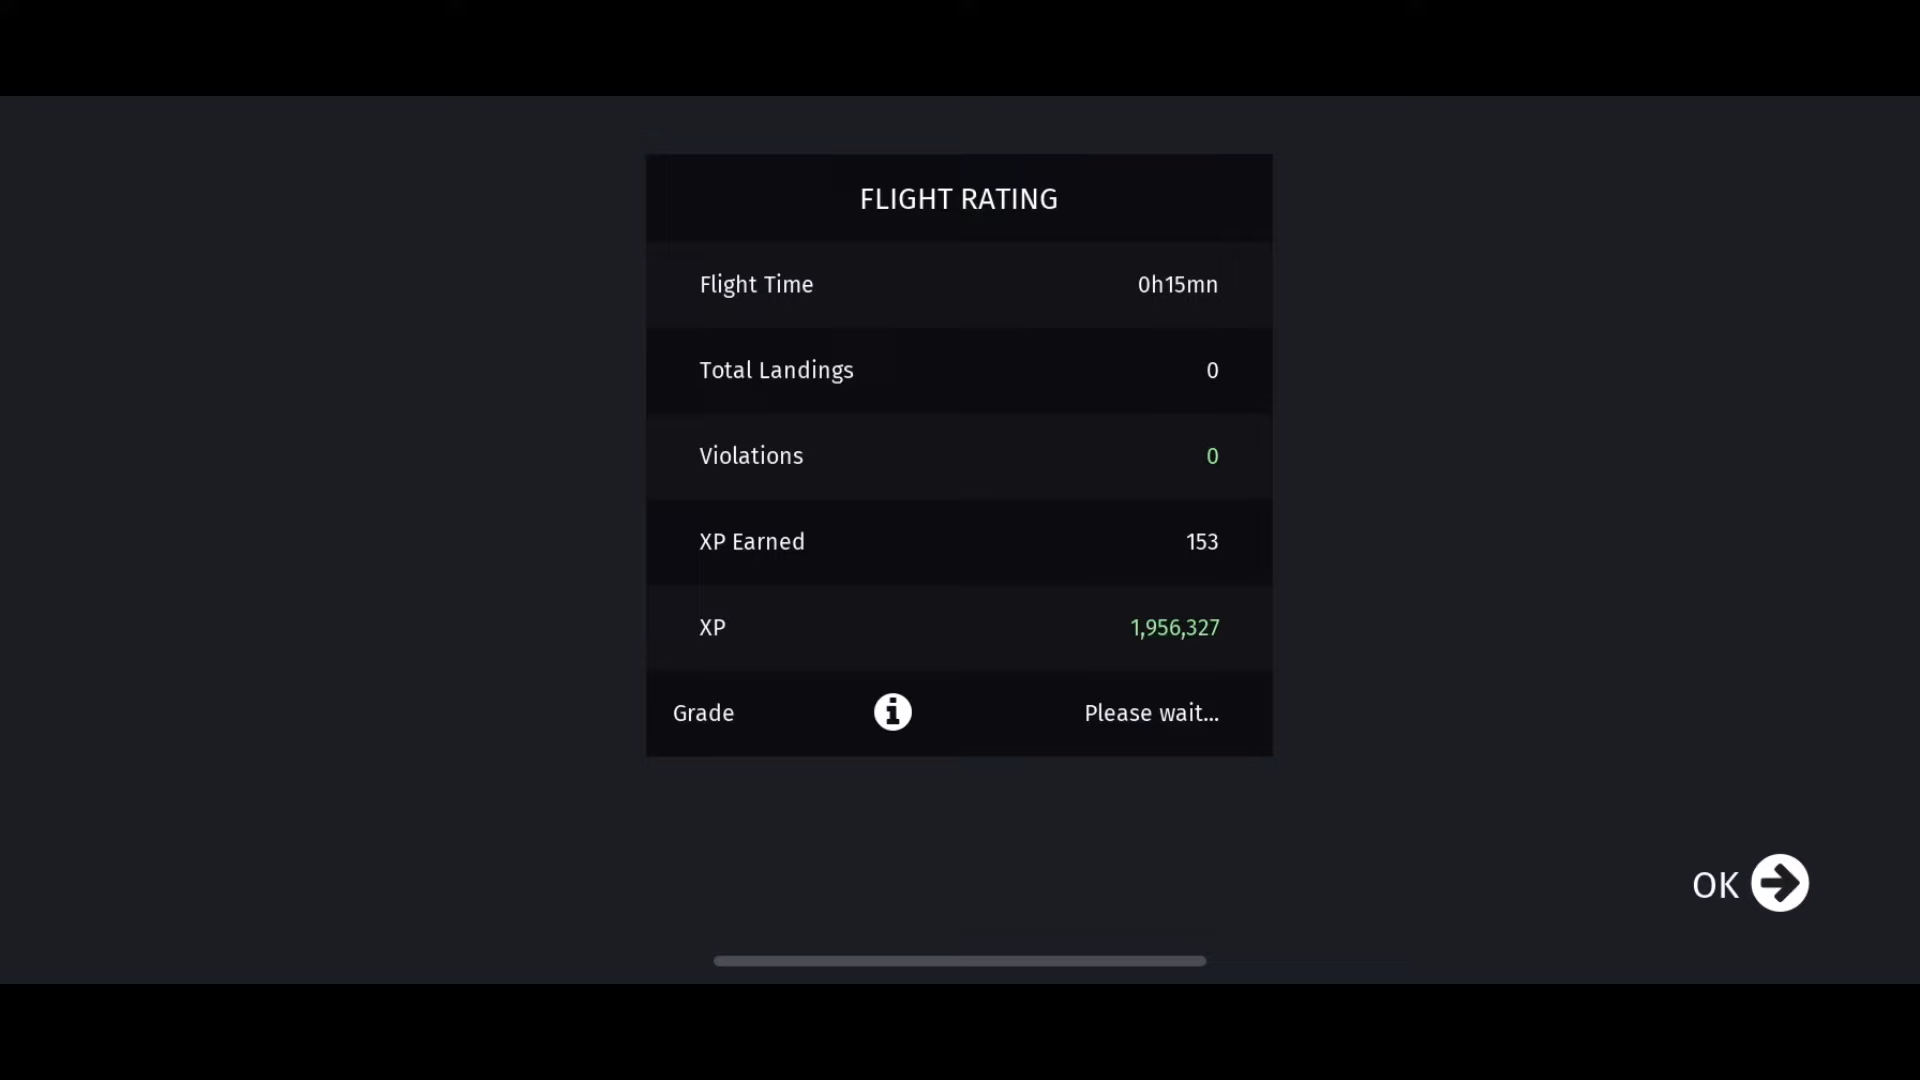 FLIGHT RATING
Flight Time 0h15mn
Total Landings 0
Violations 0
XP Earned 153
XP 1,956,327
Grade Please wait...
OK